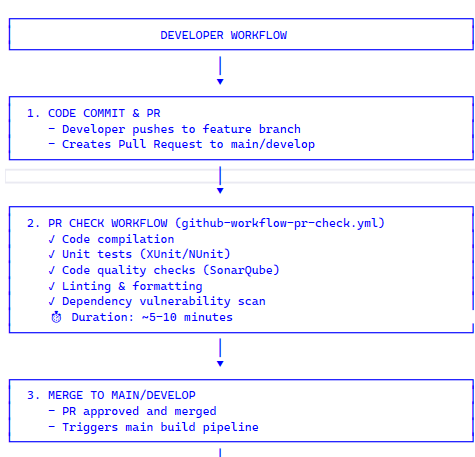 DEVELOPER WORKFLOW
1. CODE COMMIT & PR
- Developer pushes to feature branch
- Creates Pull Request to main/develop
2. PR CHECK WORKFLOW (github-workflow-pr-check.yml)
✓ Code compilation
✓ Unit tests (XUnit/NUnit)
✓ Code quality checks (SonarQube)
✓ Linting & formatting
✓ Dependency vulnerability scan
⏱ Duration: ~5-10 minutes
3. MERGE TO MAIN/DEVELOP
- PR approved and merged
- Triggers main build pipeline